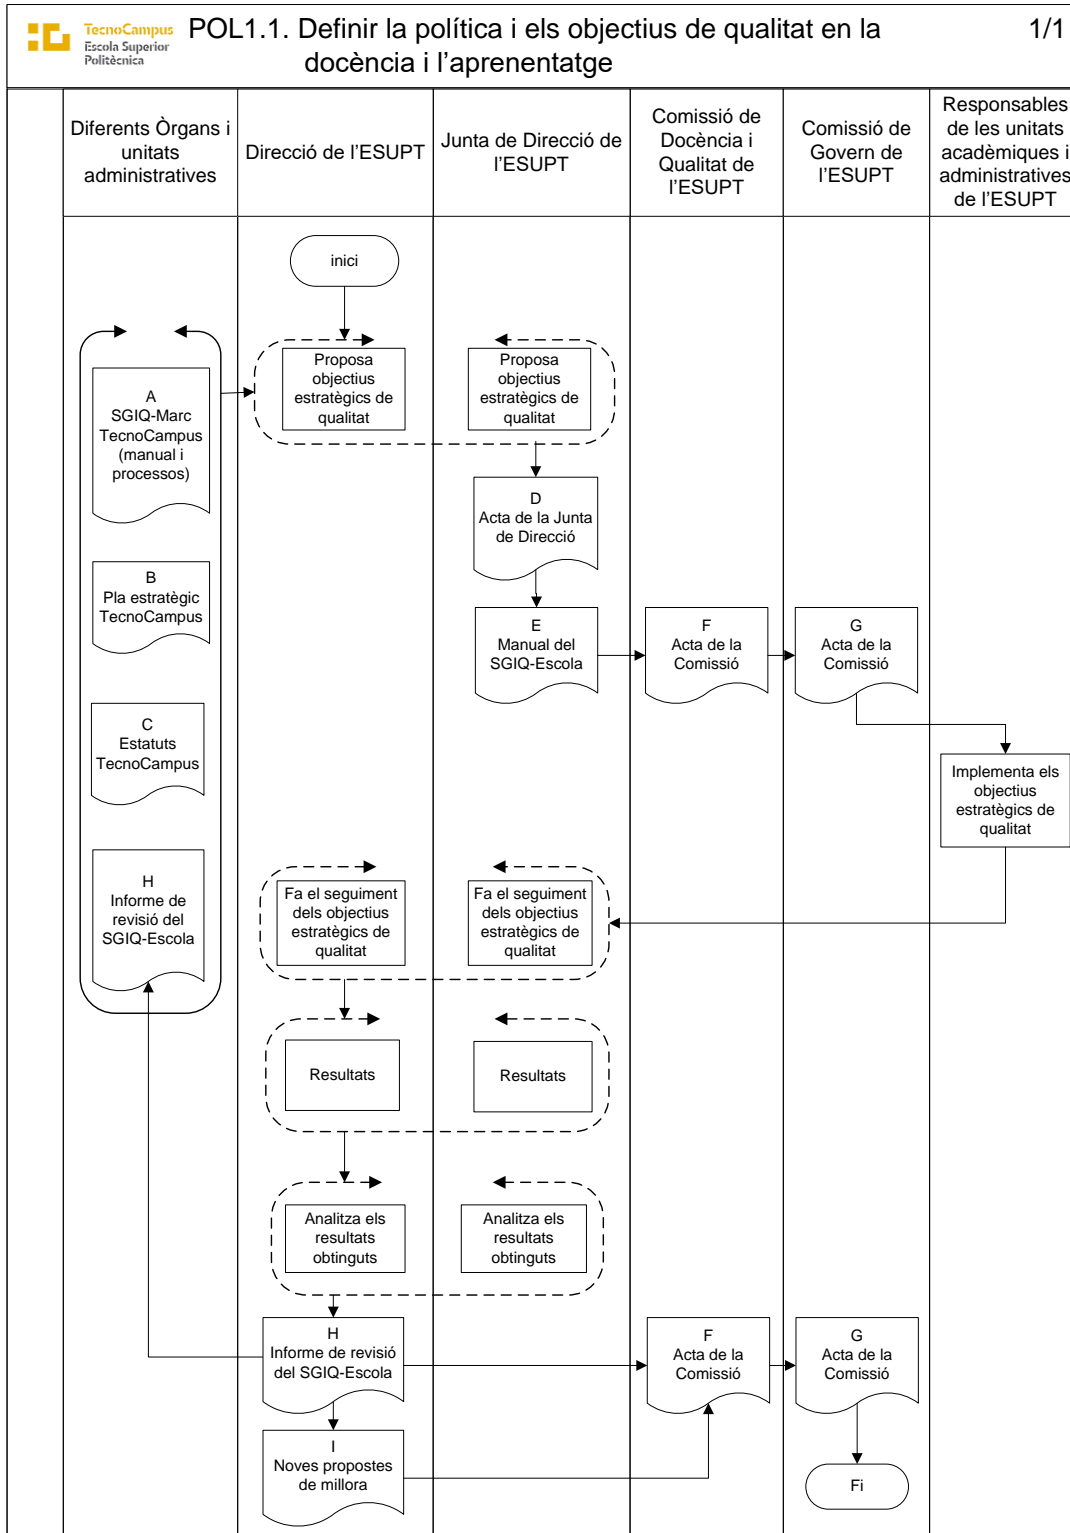 TecnoCampus
Escola Superior
Politècnica
POL1.1. Definir la política i els objectius de qualitat en la
docència i l'aprenentatge
1/1
Diferents Òrgans i
unitats
administratives
Direcció de l'ESUPT
Junta de Direcció de
l'ESUPT
Comissió de
Docència i
Qualitat de
l'ESUPT
Comissió de
Govern de
l'ESUPT
Responsables
de les unitats
acadèmiques i
administratives
de l'ESUPT
inici
Proposa
objectius
estratègics de
qualitat
Proposa
objectius
estratègics de
qualitat
A
SGIQ-Marc
TecnoCampus
(manual i
processos)
D
Acta de la Junta
de Direcció
B
Pla estratègic
TecnoCampus
E
Manual del
SGIQ-Escola
F
Acta de la
Comissió
G
Acta de la
Comissió
C
Estatuts
TecnoCampus
Implementa els
objectius
estratègics de
qualitat
H
Informe de
revisió del
SGIQ-Escola
Fa el seguiment
dels objectius
estratègics de
qualitat
Fa el seguiment
dels objectius
estratègics de
qualitat
Resultats
Resultats
Analitza els
resultats
obtinguts
Analitza els
resultats
obtinguts
H
Informe de revisió
del SGIQ-Escola
F
Acta de la
Comissió
G
Acta de la
Comissió
I
Noves propostes
de millora
Fi